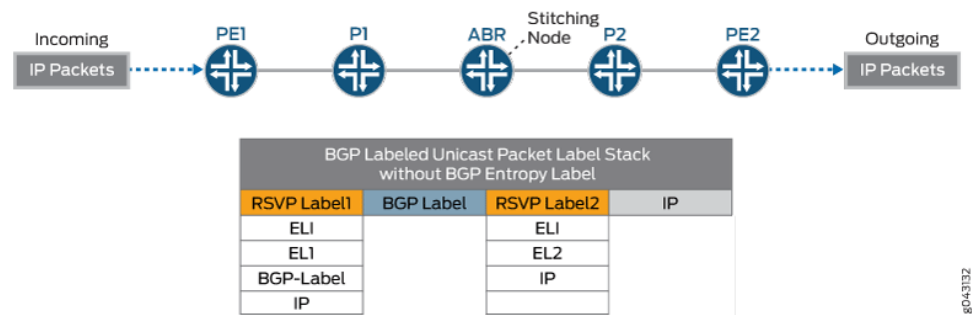 Stitching
Node
Incoming
PE1
P1
ABR
P2
PE2
Outgoing
IP Packets
IP Packets
BGP Labeled Unicast Packet Label Stack
without BGP Entropy Label
RSVP Label1 BGP Label RSVP Label2 IP
ELI ELI
EL1 EL2
BGP-Label IP
IP
g043132